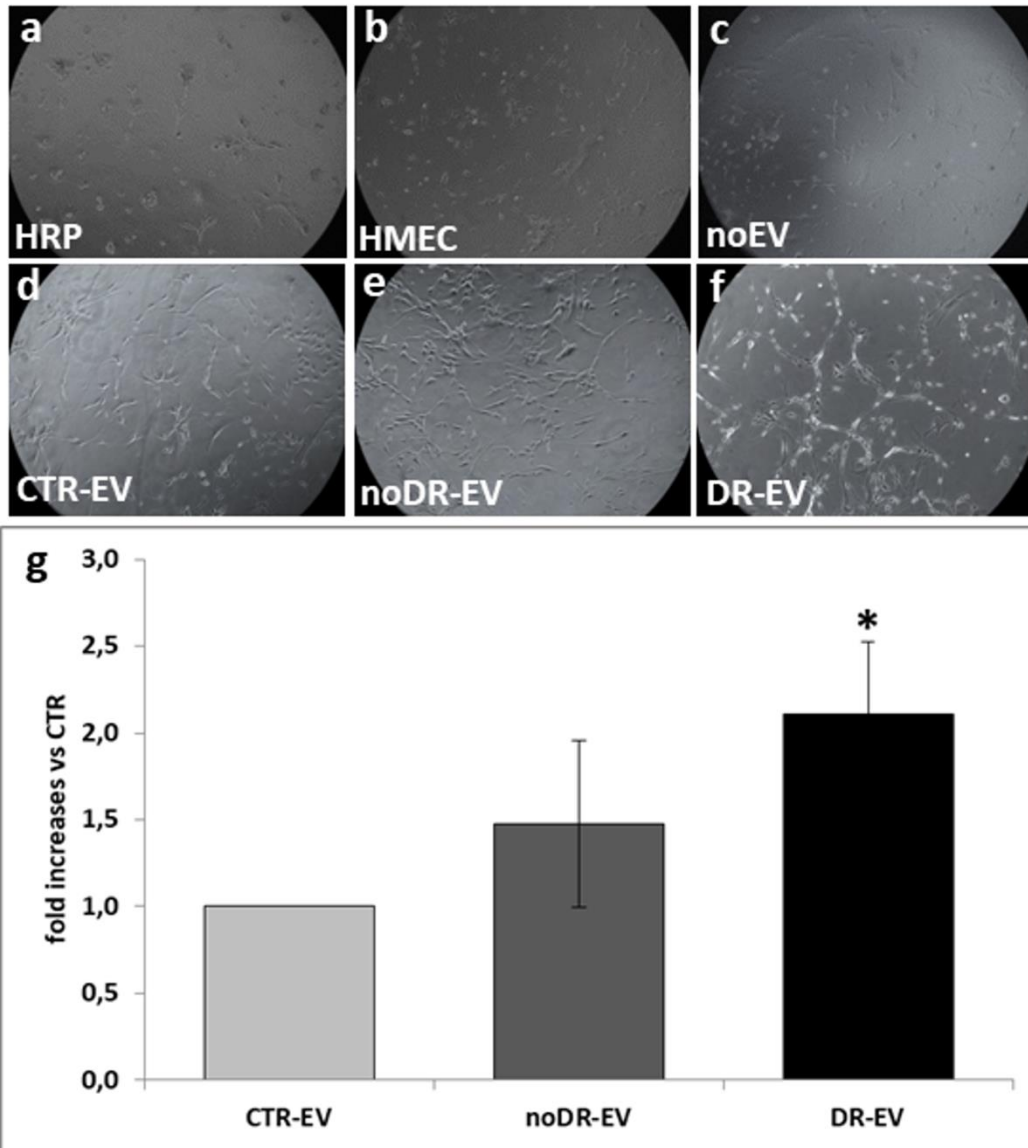 a
HRP
b
HMEC
c
noEV
d
CTR-EV
e
noDR-EV
f
DR-EV
g
fold increases vs CTR
3,0
2,5
2,0
1,5
1,0
0,5
0,0
*
CTR-EV
noDR-EV
DR-EV